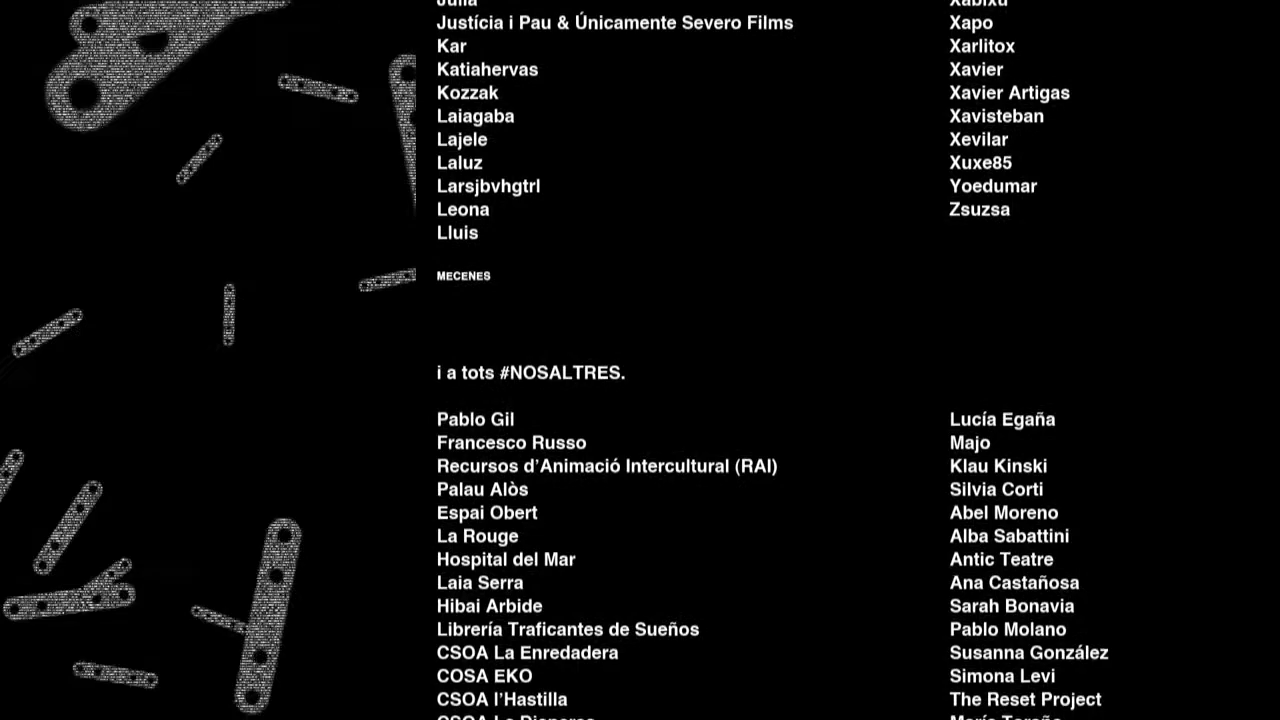 Julia
Justícia i Pau & Únicamente Severo Films
Kar
Katiahervas
Kozzak
Laiagaba
Lajele
Laluz
Larsjbvhgtrl
Leona
Lluis
Xabixu
Xapo
Xarlitox
Xavier
Xavier Artigas
Xavisteban
Xevilar
Xuxe85
Yoedumar
Zsuzsa
MECENES
i a tots #NOSALTRES.
Pablo Gil
Francesco Russo
Recursos d’Animació Intercultural (RAI)
Palau Alòs
Espai Obert
La Rouge
Hospital del Mar
Laia Serra
Hibai Arbide
Librería Traficantes de Sueños
CSOA La Enredadera
COSA EKO
CSOA l’Hastilla
Lucía Egaña
Majo
Klau Kinski
Silvia Corti
Abel Moreno
Alba Sabattini
Antic Teatre
Ana Castañosa
Sarah Bonavia
Pablo Molano
Susanna González
Simona Levi
The Reset Project